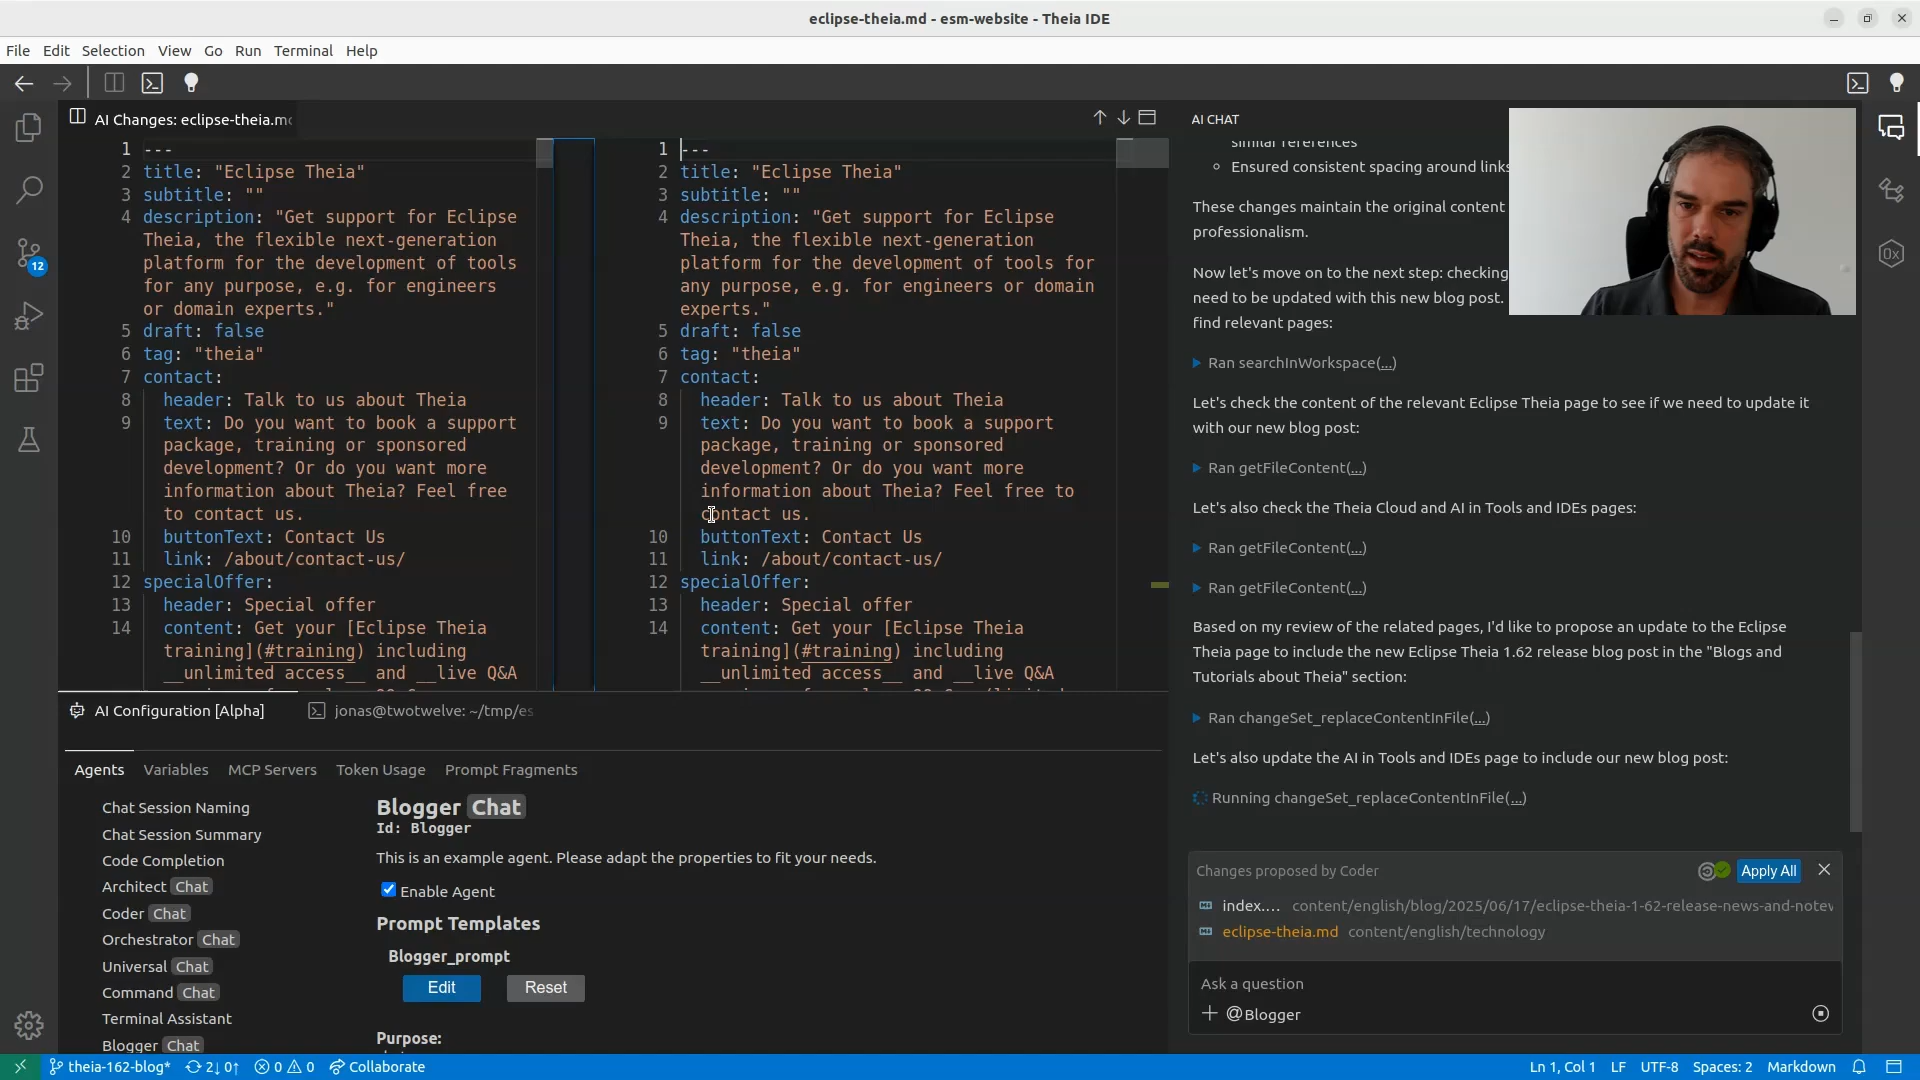 eclipse-theia.md - esm-website - Theia IDE
File Edit Selection View Go Run Terminal Help
AI Changes: eclipse-theia.md
1 ---
2 title: "Eclipse Theia"
3 subtitle: ""
4 description: "Get support for Eclipse
Theia, the flexible next-generation
platform for the development of tools
for any purpose, e.g. for engineers
or domain experts."
5 draft: false
6 tag: "theia"
7 contact:
8 header: Talk to us about Theia
9 text: Do you want to book a support
package, training or sponsored
development? Or do you want more
information about Theia? Feel free
to contact us.
10 buttonText: Contact Us
11 link: /about/contact-us/
12 specialOffer:
13 header: Special offer
14 content: Get your [Eclipse Theia
training](#training) including
__unlimited access__ and __live Q&A
1 ---
2 title: "Eclipse Theia"
3 subtitle: ""
4 description: "Get support for Eclipse
Theia, the flexible next-generation
platform for the development of tools for
any purpose, e.g. for engineers or domain
experts."
5 draft: false
6 tag: "theia"
7 contact:
8 header: Talk to us about Theia
9 text: Do you want to book a support
package, training or sponsored
development? Or do you want more
information about Theia? Feel free to
contact us.
10 buttonText: Contact Us
11 link: /about/contact-us/
12 specialOffer:
13 header: Special offer
14 content: Get your [Eclipse Theia
training](#training) including
__unlimited access__ and __live Q&A
AI CHAT
similar references
Ensured consistent spacing around links
These changes maintain the original content
professionalism.
Now let's move on to the next step: checking
need to be updated with this new blog post.
find relevant pages:
Ran searchInWorkspace(...)
Let's check the content of the relevant Eclipse Theia page to see if we need to update it
with our new blog post:
Ran getFileContent(...)
Let's also check the Theia Cloud and AI in Tools and IDEs pages:
Ran getFileContent(...)
Ran getFileContent(...)
Based on my review of the related pages, I'd like to propose an update to the Eclipse
Theia page to include the new Eclipse Theia 1.62 release blog post in the "Blogs and
Tutorials about Theia" section:
Ran changeSet_replaceContentInFile(...)
Let's also update the AI in Tools and IDEs page to include our new blog post:
Running changeSet_replaceContentInFile(...)
Changes proposed by Coder Apply All
index.... content/english/blog/2025/06/17/eclipse-theia-1-62-release-news-and-notew
eclipse-theia.md content/english/technology
Ask a question
@Blogger
12
0x
AI Configuration [Alpha] jonas@twotwelve: ~/tmp/es
Agents Variables MCP Servers Token Usage Prompt Fragments
Chat Session Naming
Chat Session Summary
Code Completion
Architect Chat
Coder Chat
Orchestrator Chat
Universal Chat
Command Chat
Terminal Assistant
Blogger Chat
Blogger Chat
Id: Blogger
This is an example agent. Please adapt the properties to fit your needs.
Enable Agent
Prompt Templates
Blogger_prompt
Edit Reset
Purpose:
theia-162-blog* 2↓ 0↑ 0 0 Collaborate Ln 1, Col 1 LF UTF-8 Spaces: 2 Markdown